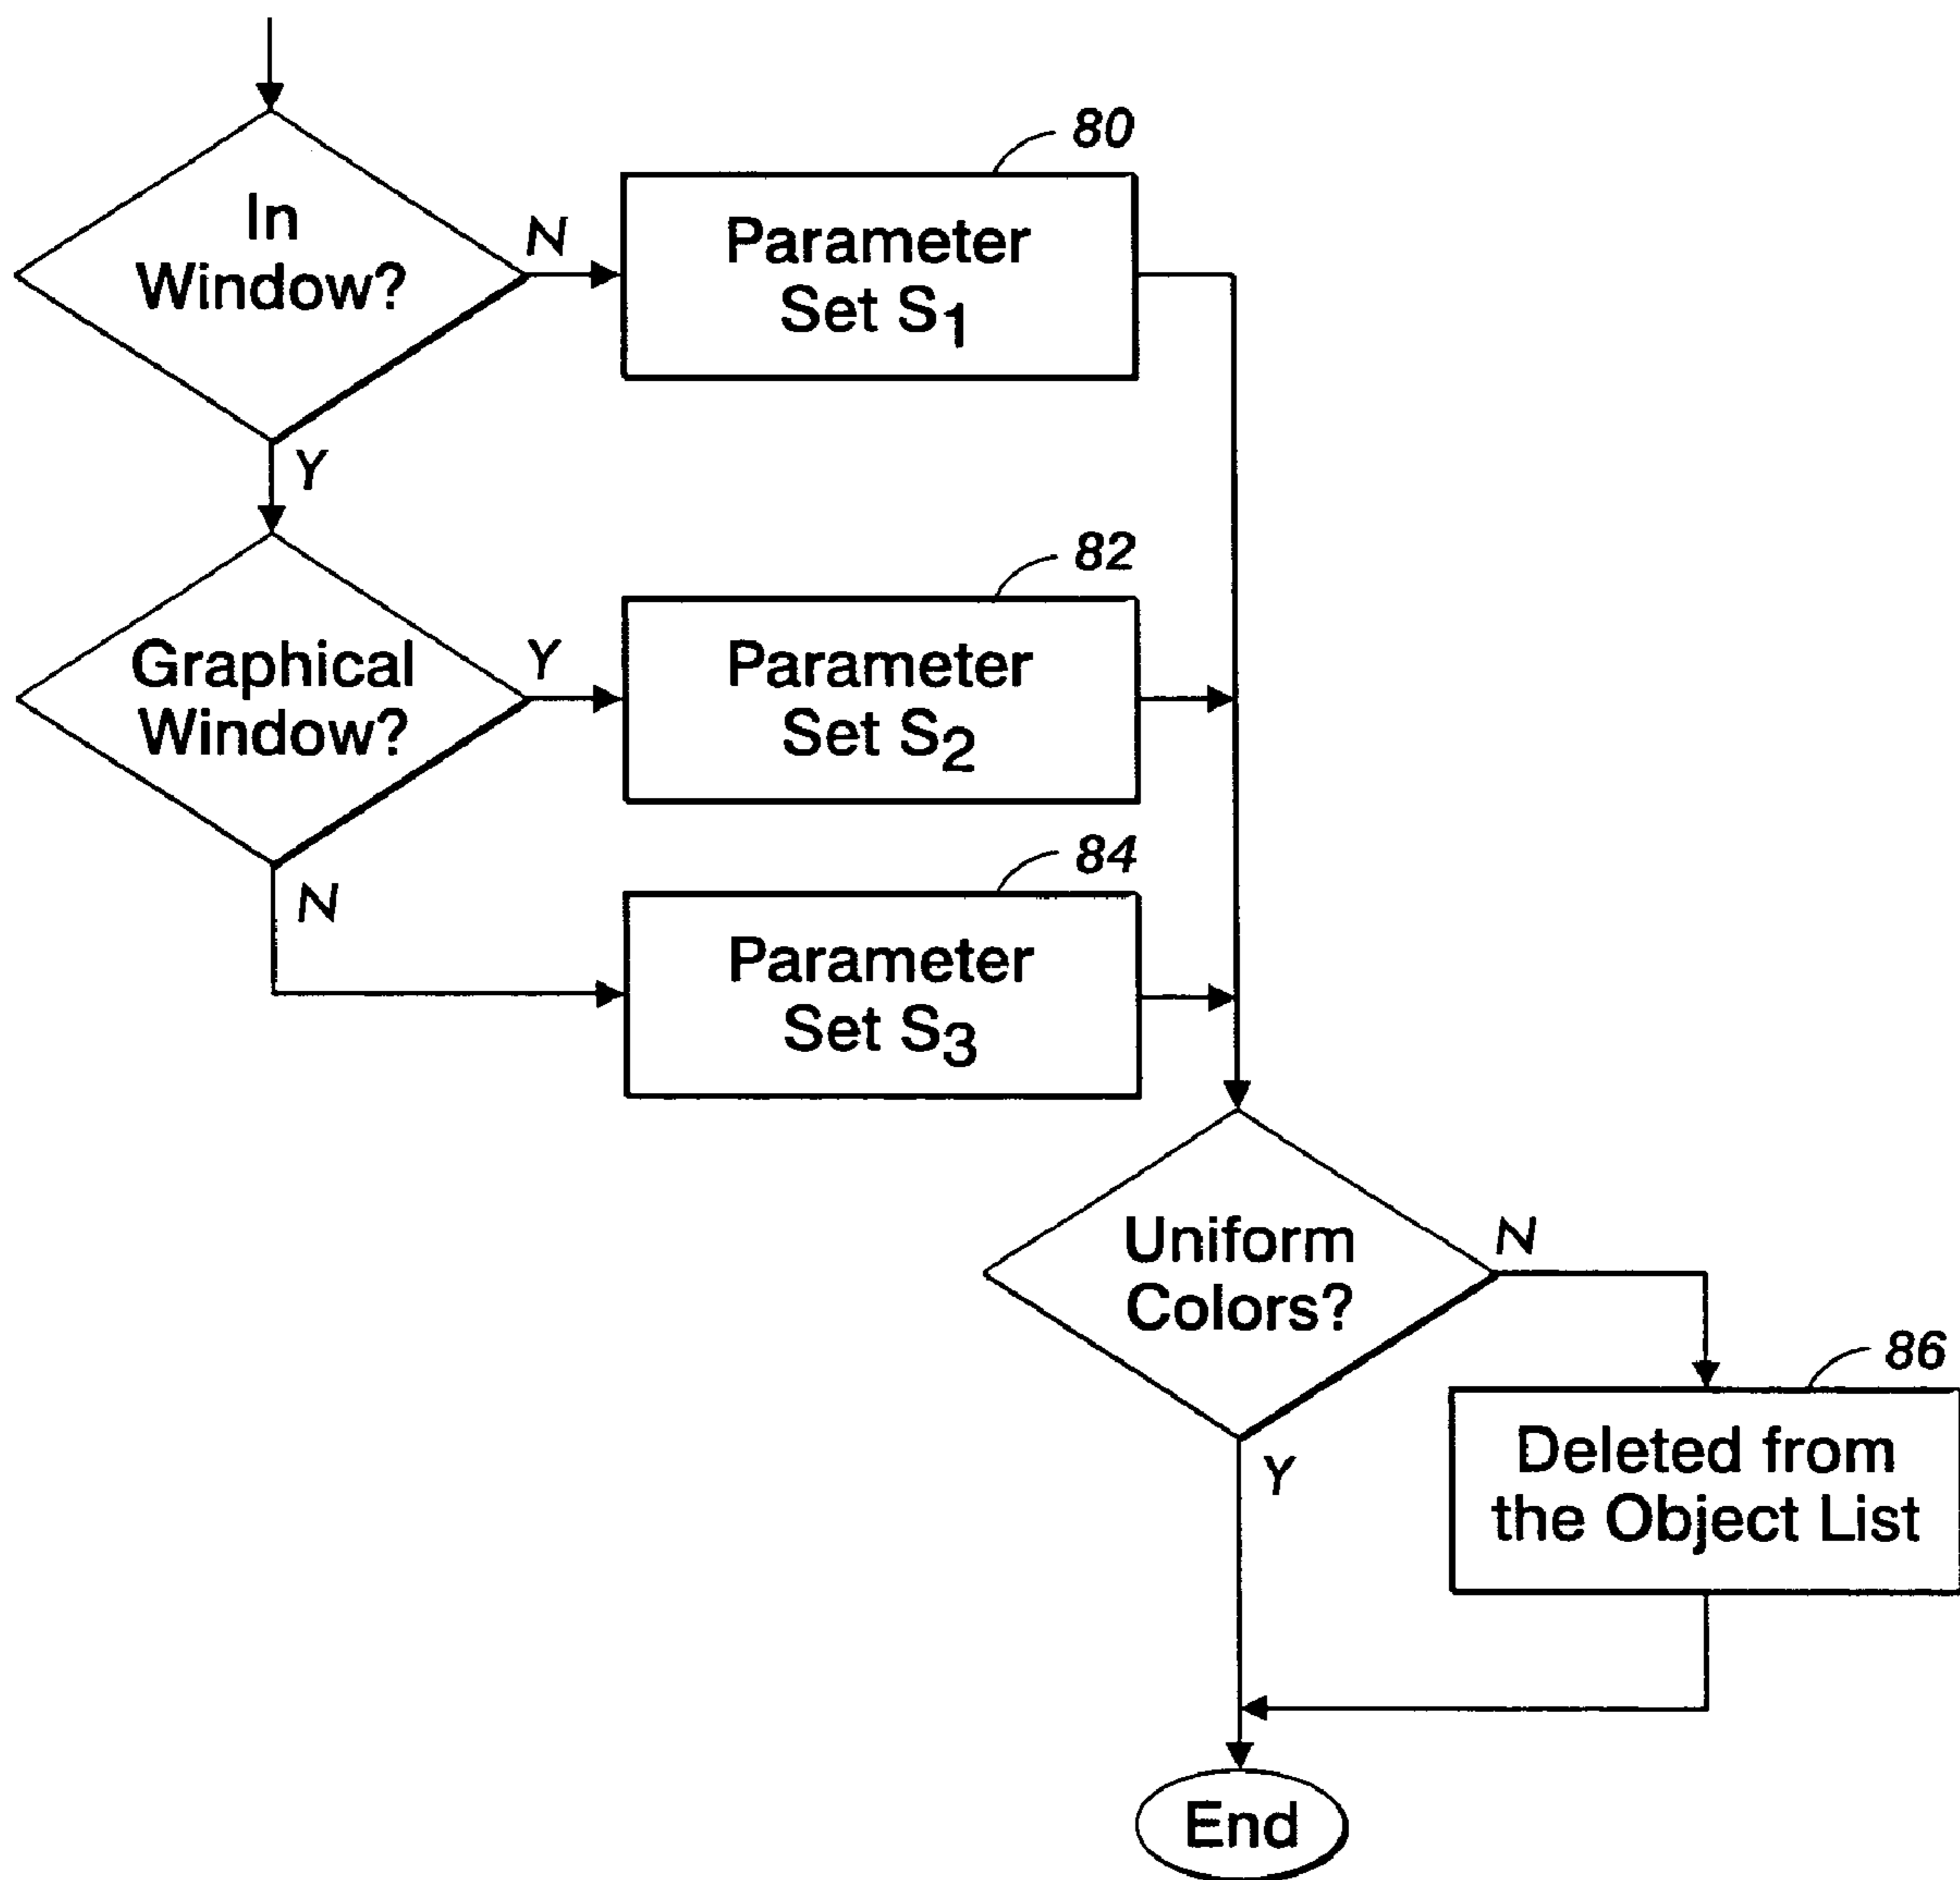 80
In
Window?
N
Parameter
Set S1
Y
82
Graphical
Window?
Y
Parameter
Set S2
84
N
Parameter
Set S3
Uniform
Colors?
N
86
Y
Deleted from
the Object List
End